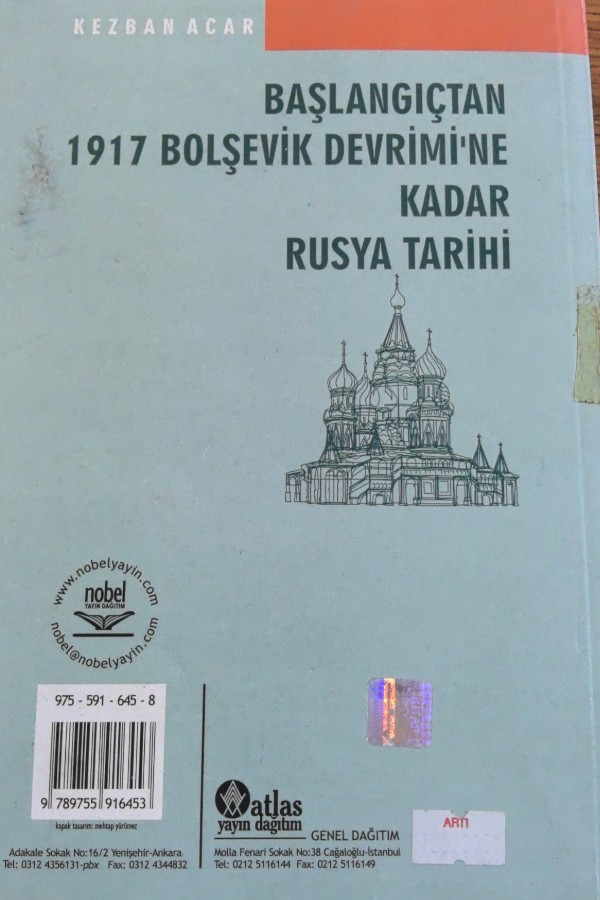 KEZBAN ACAR
BAŞLANGIÇTAN
1917 BOLŞEVİK DEVRİMİ'NE
KADAR
RUSYA TARİHİ
www.nobelyayin.com
nobel
YAYIN DAĞITIM
nobel@nobelyayin.com
975 - 591 - 645 - 8
9 789755 916453
kapak tasarım: mehtap yürümez
Adakale Sokak No:16/2 Yenişehir-Ankara
Tel: 0312 4356131-pbx Fax: 0312 4344832
atlas
yayın dağıtım
GENEL DAĞITIM
Molla Fenari Sokak No:38 Cağaloğlu-İstanbul
Tel: 0212 5116144 Fax: 0212 5116149
ARTI